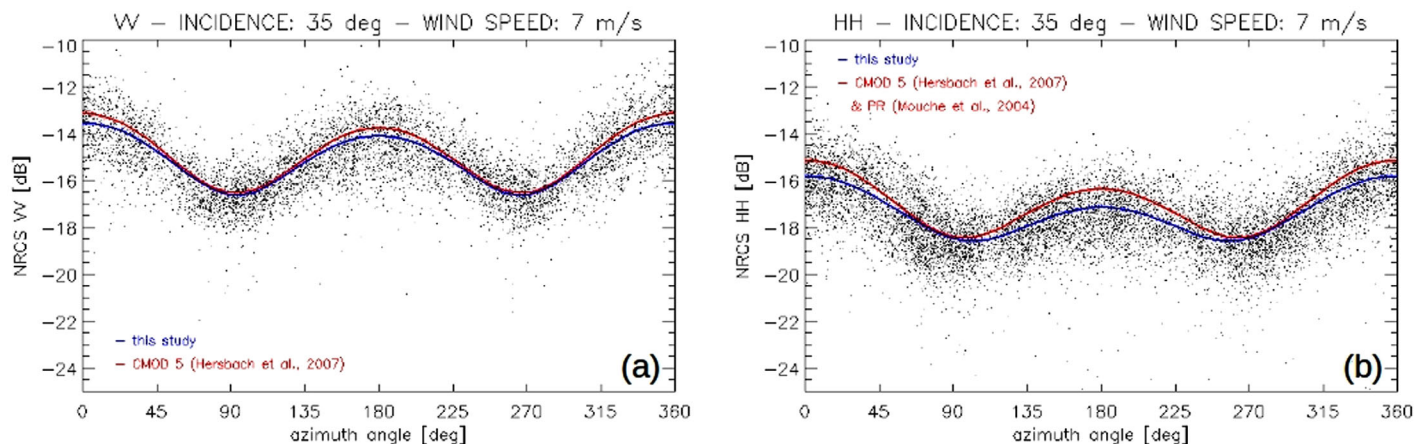 VV – INCIDENCE: 35 deg – WIND SPEED: 7 m/s
NRCS VV [dB]
-10
-12
-14
-16
-18
-20
-22
-24
– this study
– CMOD 5 (Hersbach et al., 2007)
(a)
0 45 90 135 180 225 270 315 360
azimuth angle [deg]
HH – INCIDENCE: 35 deg – WIND SPEED: 7 m/s
NRCS HH [dB]
-10
– this study
– CMOD 5 (Hersbach et al., 2007)
& PR (Mouche et al., 2004)
-12
-14
-16
-18
-20
-22
-24
(b)
0 45 90 135 180 225 270 315 360
azimuth angle [deg]